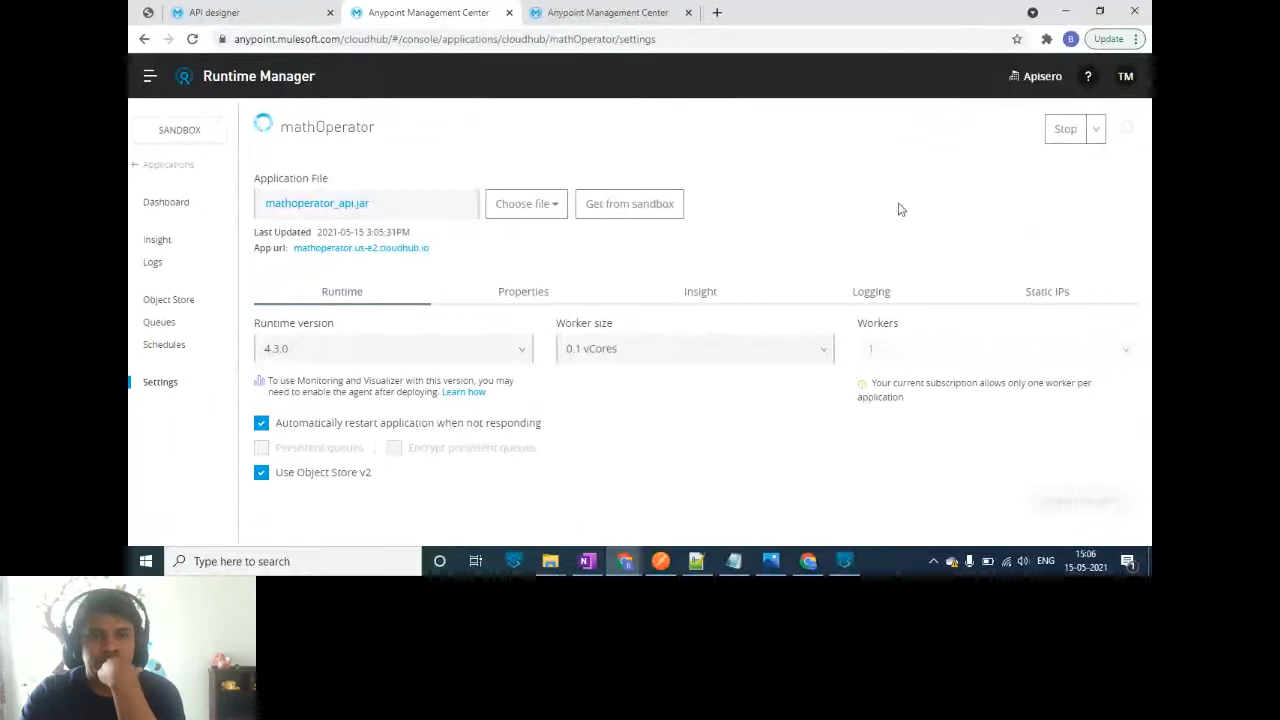 API designer
Anypoint Management Center
Anypoint Management Center
anypoint.mulesoft.com/cloudhub/#/console/applications/cloudhub/mathOperator/settings
B
Update
Runtime Manager
Apisero
?
TM
SANDBOX
mathOperator
Stop
Applications
Application File
Dashboard
mathoperator_api.jar
Choose file
Get from sandbox
Last Updated 2021-05-15 3:05:31PM
Insight
App url: mathoperator.us-e2.cloudhub.io
Logs
Runtime
Properties
Insight
Logging
Static IPs
Object Store
Queues
Runtime version
Worker size
Workers
Schedules
4.3.0
0.1 vCores
1
Settings
To use Monitoring and Visualizer with this version, you may
need to enable the agent after deploying. Learn how
Your current subscription allows only one worker per
application
Automatically restart application when not responding
Persistent queues
Encrypt persistent queues
Use Object Store v2
Type here to search
ENG
15:06
15-05-2021
1